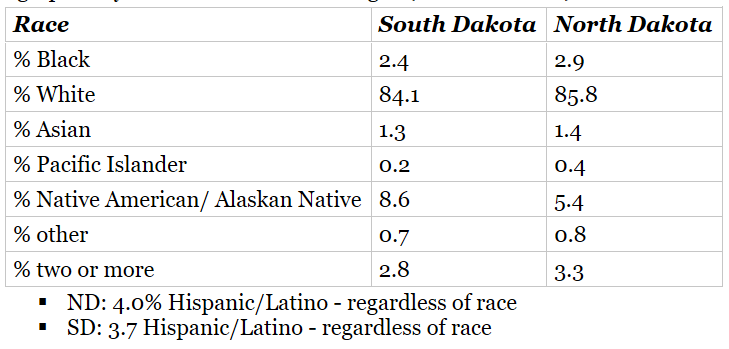 Race South Dakota North Dakota
% Black 2.4 2.9
% White 84.1 85.8
% Asian 1.3 1.4
% Pacific Islander 0.2 0.4
% Native American/ Alaskan Native 8.6 5.4
% other 0.7 0.8
% two or more 2.8 3.3
▪ ND: 4.0% Hispanic/Latino - regardless of race
▪ SD: 3.7 Hispanic/Latino - regardless of race